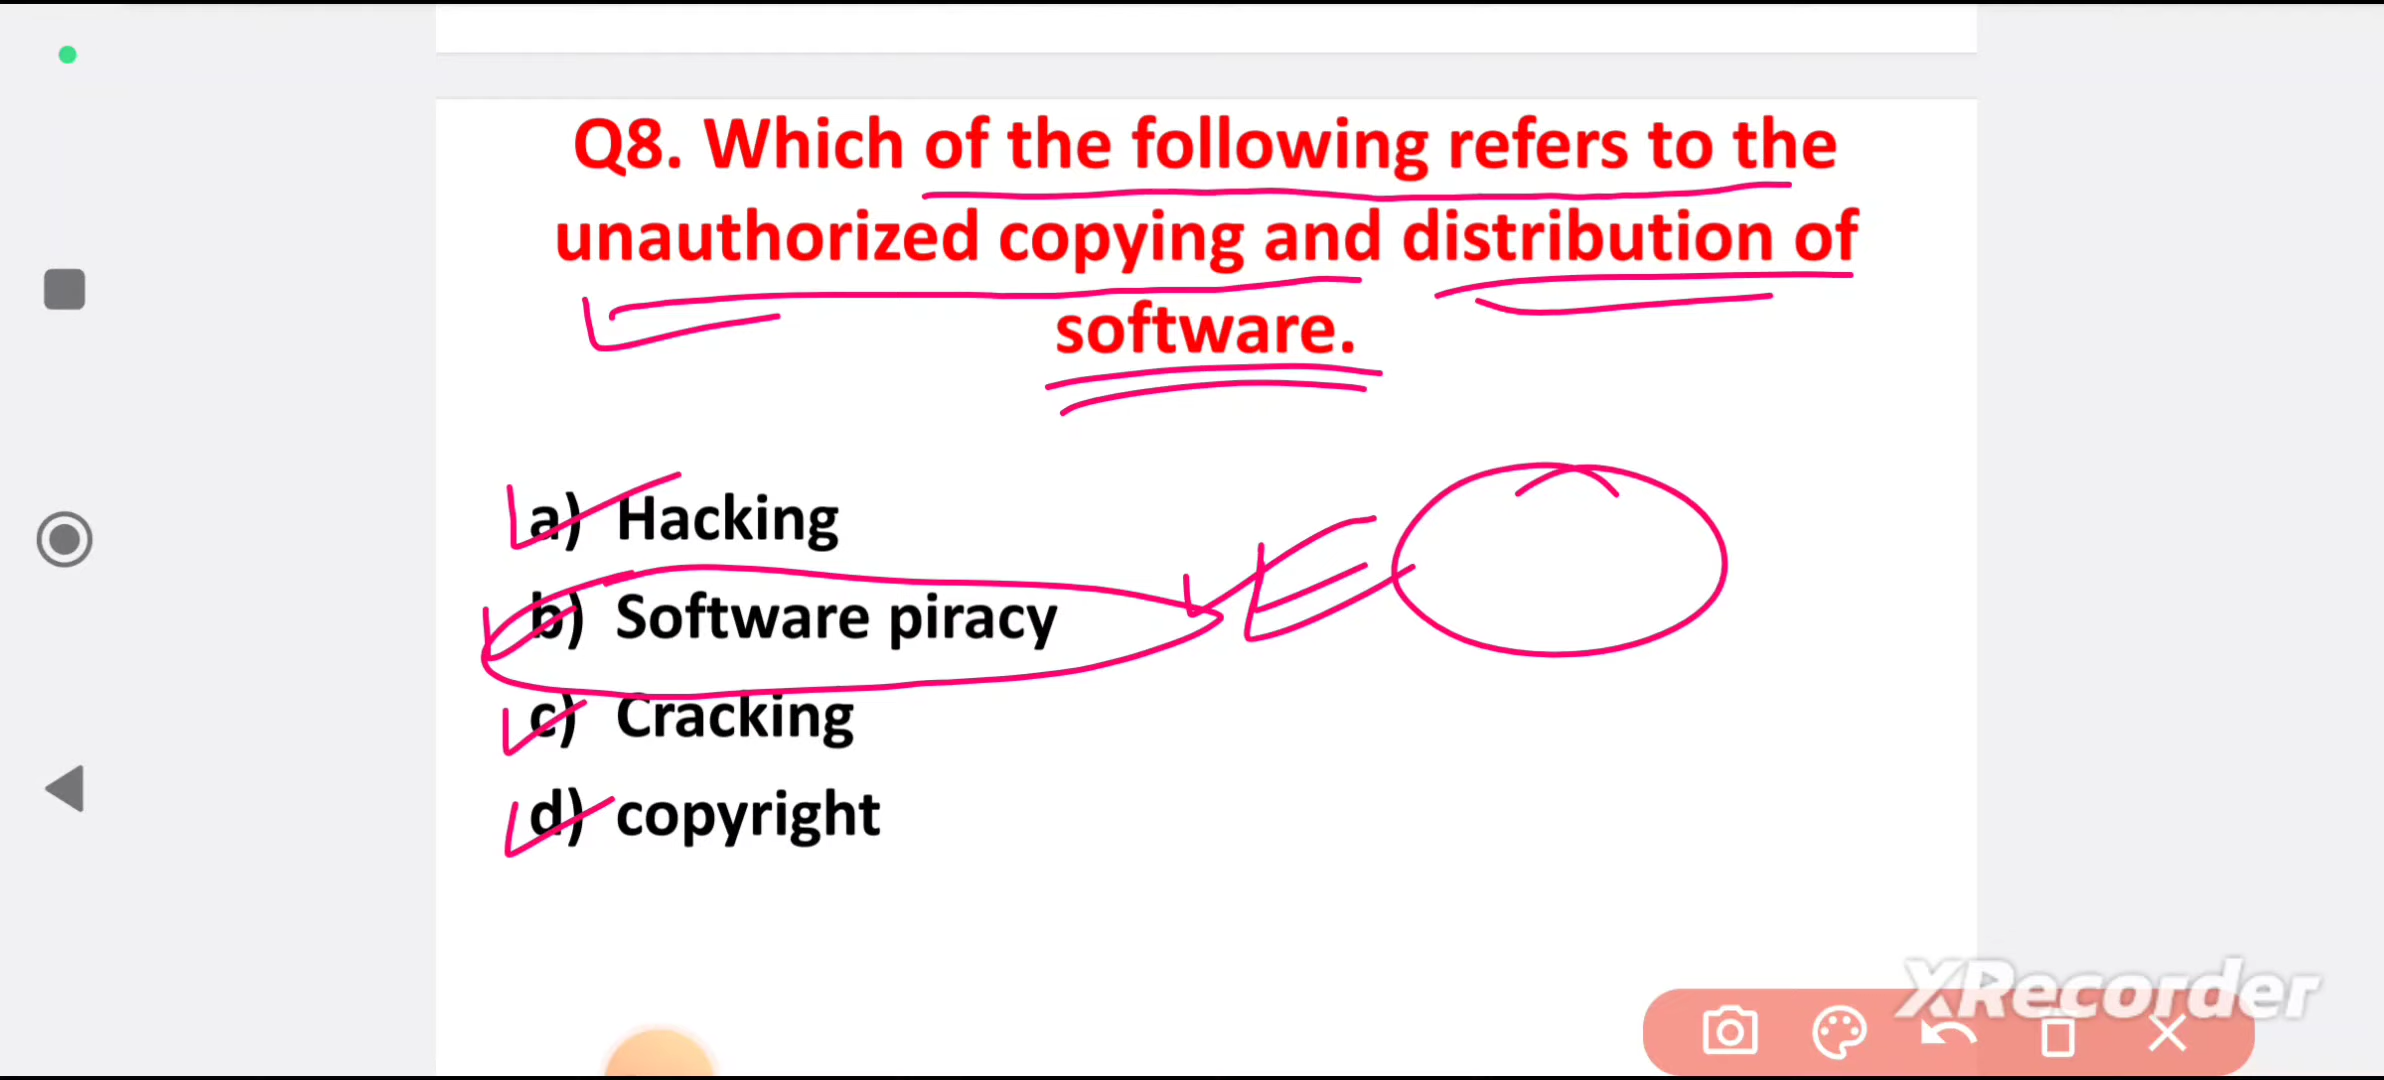 Q8. Which of the following refers to the
unauthorized copying and distribution of
software.
a) Hacking
b) Software piracy
c) Cracking
d) copyright
XRecorder